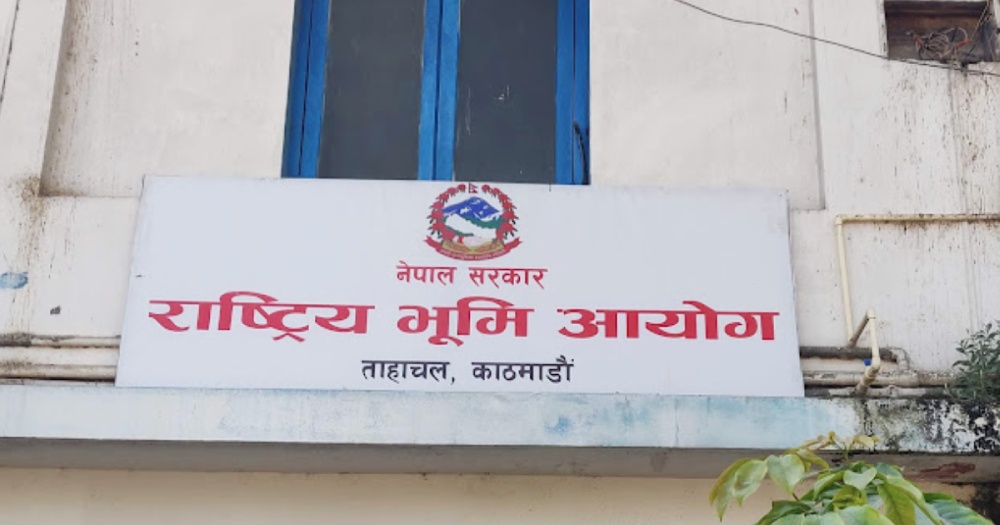 नेपाल सरकार
राष्ट्रिय भूमि आयोग
ताहाचल, काठमाडौं